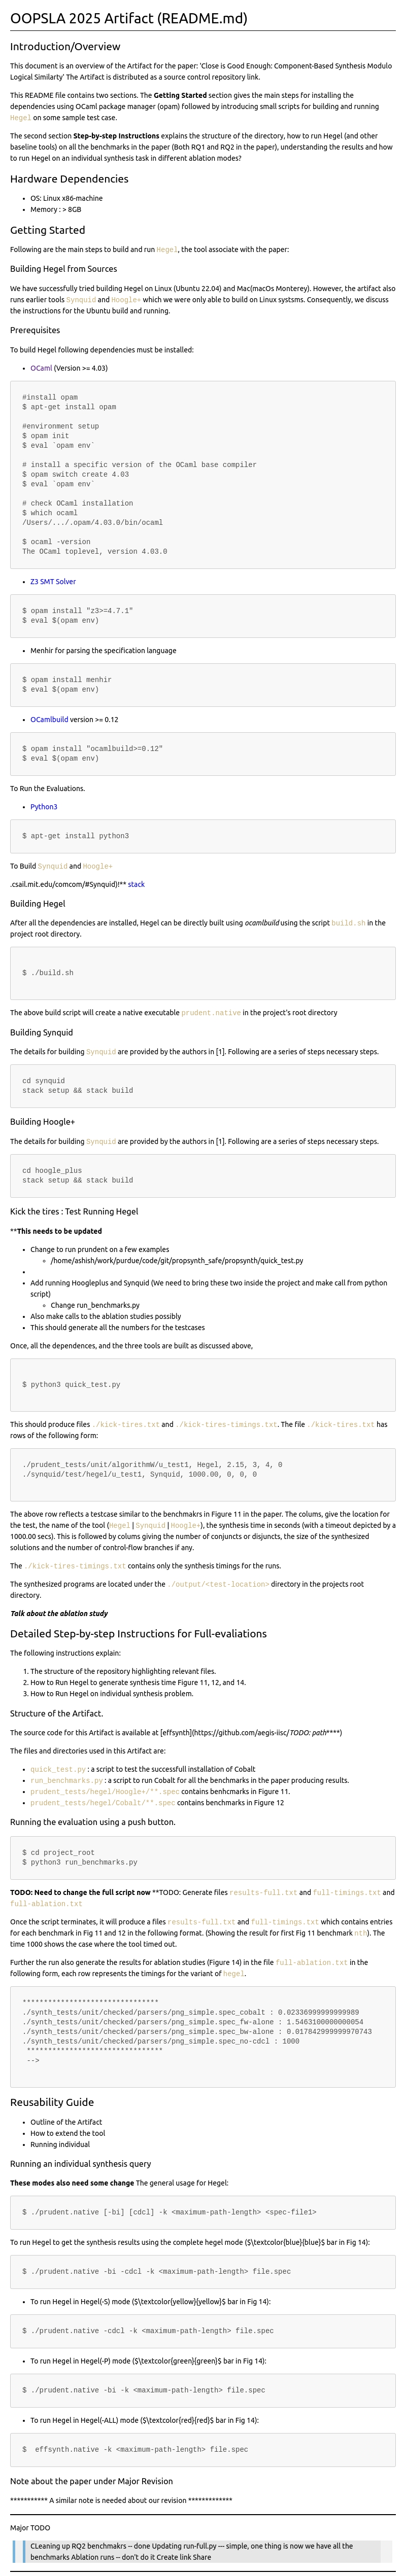 OOPSLA 2025 Artifact (README.md)
Introduction/Overview
This document is an overview of the Artifact for the paper: 'Close is Good Enough: Component-Based Synthesis Modulo
Logical Similarty' The Artifact is distributed as a source control repository link.
This README file contains two sections. The Getting Started section gives the main steps for installing the
dependencies using OCaml package manager (opam) followed by introducing small scripts for building and running
Hegel on some sample test case.
The second section Step-by-step Instructions explains the structure of the directory, how to run Hegel (and other
baseline tools) on all the benchmarks in the paper (Both RQ1 and RQ2 in the paper), understanding the results and how
to run Hegel on an individual synthesis task in different ablation modes?
Hardware Dependencies
• OS: Linux x86-machine
• Memory : > 8GB
Getting Started
Following are the main steps to build and run Hegel, the tool associate with the paper:
Building Hegel from Sources
We have successfully tried building Hegel on Linux (Ubuntu 22.04) and Mac(macOs Monterey). However, the artifact also
runs earlier tools Synquid and Hoogle+ which we were only able to build on Linux systsms. Consequently, we discuss
the instructions for the Ubuntu build and running.
Prerequisites
To build Hegel following dependencies must be installed:
• OCaml (Version >= 4.03)
#install opam
$ apt-get install opam
#environment setup
$ opam init
$ eval `opam env`
# install a specific version of the OCaml base compiler
$ opam switch create 4.03
$ eval `opam env`
# check OCaml installation
$ which ocaml
/Users/.../.opam/4.03.0/bin/ocaml
$ ocaml -version
The OCaml toplevel, version 4.03.0
• Z3 SMT Solver
$ opam install "z3>=4.7.1"
$ eval $(opam env)
• Menhir for parsing the specification language
$ opam install menhir
$ eval $(opam env)
• OCamlbuild version >= 0.12
$ opam install "ocamlbuild>=0.12"
$ eval $(opam env)
To Run the Evaluations.
• Python3
$ apt-get install python3
To Build Synquid and Hoogle+
.csail.mit.edu/comcom/#Synquid)!** stack
Building Hegel
After all the dependencies are installed, Hegel can be directly built using ocamlbuild using the script build.sh in the
project root directory.
$ ./build.sh
The above build script will create a native executable prudent.native in the project's root directory
Building Synquid
The details for building Synquid are provided by the authors in [1]. Following are a series of steps necessary steps.
cd synquid
stack setup && stack build
Building Hoogle+
The details for building Synquid are provided by the authors in [1]. Following are a series of steps necessary steps.
cd hoogle_plus
stack setup && stack build
Kick the tires : Test Running Hegel
**This needs to be updated
• Change to run prundent on a few examples
◦ /home/ashish/work/purdue/code/git/propsynth_safe/propsynth/quick_test.py
•
• Add running Hoogleplus and Synquid (We need to bring these two inside the project and make call from python
script)
◦ Change run_benchmarks.py
• Also make calls to the ablation studies possibly
• This should generate all the numbers for the testcases
Once, all the dependences, and the three tools are built as discussed above,
$ python3 quick_test.py
This should produce files ./kick-tires.txt and ./kick-tires-timings.txt. The file ./kick-tires.txt has
rows of the following form:
./prudent_tests/unit/algorithmW/u_test1, Hegel, 2.15, 3, 4, 0
./synquid/test/hegel/u_test1, Synquid, 1000.00, 0, 0, 0
The above row reflects a testcase similar to the benchmakrs in Figure 11 in the paper. The colums, give the location for
the test, the name of the tool (Hegel | Synquid | Hoogle+), the synthesis time in seconds (with a timeout depicted by a
1000.00 secs). This is followed by colums giving the number of conjuncts or disjuncts, the size of the synthesized
solutions and the number of control-flow branches if any.
The ./kick-tires-timings.txt contains only the synthesis timings for the runs.
The synthesized programs are located under the ./output/<test-location> directory in the projects root
directory.
Talk about the ablation study
Detailed Step-by-step Instructions for Full-evaliations
The following instructions explain:
1. The structure of the repository highlighting relevant files.
2. How to Run Hegel to generate synthesis time Figure 11, 12, and 14.
3. How to Run Hegel on individual synthesis problem.
Structure of the Artifact.
The source code for this Artifact is available at [effsynth](https://github.com/aegis-iisc/TODO: path****)
The files and directories used in this Artifact are:
• quick_test.py : a script to test the successfull installation of Cobalt
• run_benchmarks.py : a script to run Cobalt for all the benchmarks in the paper producing results.
• prudent_tests/hegel/Hoogle+/**.spec contains benhcmarks in Figure 11.
• prudent_tests/hegel/Cobalt/**.spec contains benchmarks in Figure 12
Running the evaluation using a push button.
$ cd project_root
$ python3 run_benchmarks.py
TODO: Need to change the full script now **TODO: Generate files results-full.txt and full-timings.txt and
full-ablation.txt
Once the script terminates, it will produce a files results-full.txt and full-timings.txt which contains entries
for each benchmark in Fig 11 and 12 in the following format. (Showing the result for first Fig 11 benchmark nth). The
time 1000 shows the case where the tool timed out.
Further the run also generate the results for ablation studies (Figure 14) in the file full-ablation.txt in the
following form, each row represents the timings for the variant of hegel.
********************************
./synth_tests/unit/checked/parsers/png_simple.spec_cobalt : 0.02336999999999989
./synth_tests/unit/checked/parsers/png_simple.spec_fw-alone : 1.5463100000000054
./synth_tests/unit/checked/parsers/png_simple.spec_bw-alone : 0.017842999999970743
./synth_tests/unit/checked/parsers/png_simple.spec_no-cdcl : 1000
********************************
-->
Reusability Guide
• Outline of the Artifact
• How to extend the tool
• Running individual
Running an individual synthesis query
These modes also need some change The general usage for Hegel:
$ ./prudent.native [-bi] [cdcl] -k <maximum-path-length> <spec-file1>
To run Hegel to get the synthesis results using the complete hegel mode ($\textcolor{blue}{blue}$ bar in Fig 14):
$ ./prudent.native -bi -cdcl -k <maximum-path-length> file.spec
• To run Hegel in Hegel(-S) mode ($\textcolor{yellow}{yellow}$ bar in Fig 14):
$ ./prudent.native -cdcl -k <maximum-path-length> file.spec
• To run Hegel in Hegel(-P) mode ($\textcolor{green}{green}$ bar in Fig 14):
$ ./prudent.native -bi -k <maximum-path-length> file.spec
• To run Hegel in Hegel(-ALL) mode ($\textcolor{red}{red}$ bar in Fig 14):
$  effsynth.native -k <maximum-path-length> file.spec
Note about the paper under Major Revision
*********** A similar note is needed about our revision *************
Major TODO
CLeaning up RQ2 benchmakrs -- done Updating run-full.py --- simple, one thing is now we have all the
benchmarks Ablation runs -- don't do it Create link Share